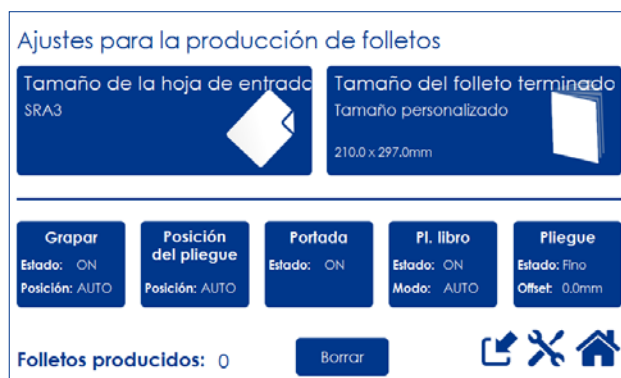 Ajustes para la producción de folletos
Tamaño de la hoja de entrada
SRA3
Tamaño del folleto terminado
Tamaño personalizado
210.0 x 297.0mm
Grapar
Estado: ON
Posición: AUTO
Posición
del pliegue
Posición: AUTO
Portada
Estado: ON
Pl. libro
Estado: ON
Modo: AUTO
Pliegue
Estado: Fino
Offset: 0.0mm
Folletos producidos: 0
Borrar